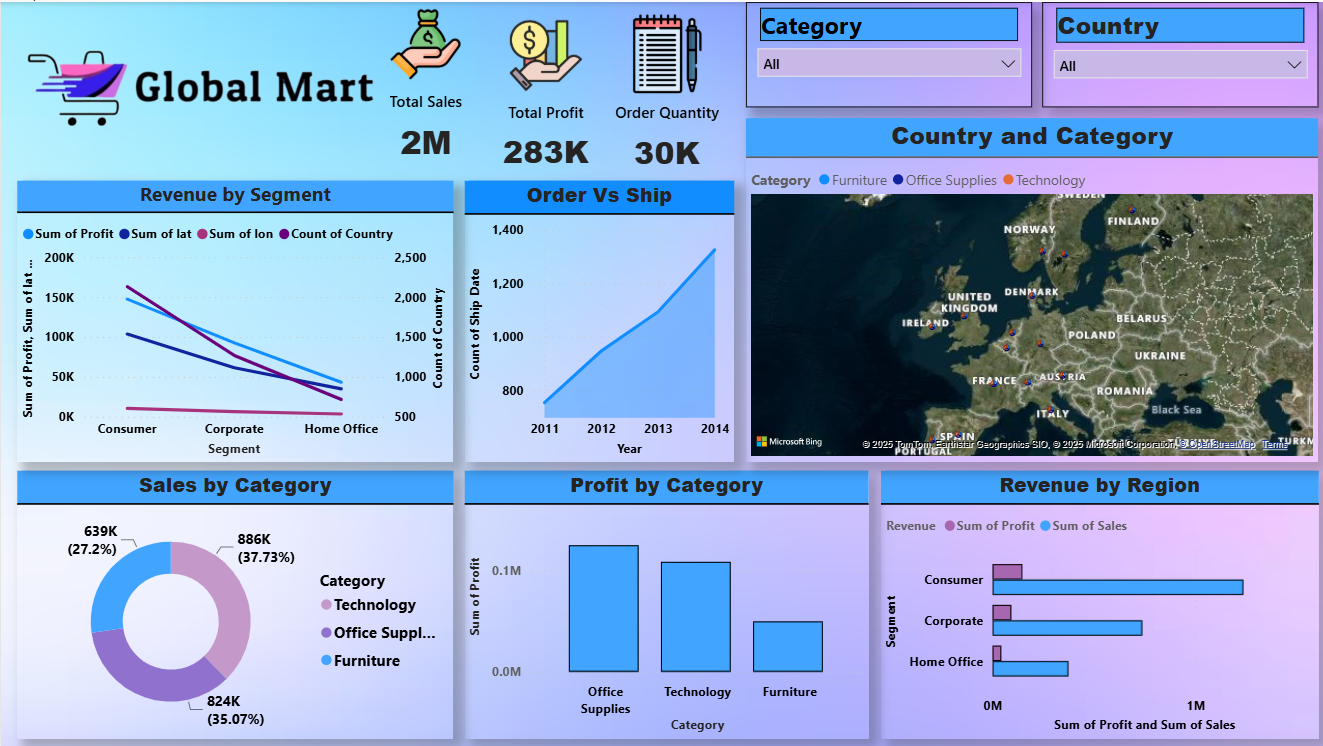 Global Mart
Total Sales
2M
Total Profit
283K
Order Quantity
30K
Category
All
Country
All
Revenue by Segment
Sum of Profit Sum of lat Sum of lon Count of Country
Sum of Profit, Sum of lat ...
200K
150K
100K
50K
0K
2,500
2,000
1,500
1,000
500
Count of Country
Consumer Corporate Home Office
Segment
Order Vs Ship
Count of Ship Date
1,400
1,200
1,000
800
2011 2012 2013 2014
Year
Country and Category
Category Furniture Office Supplies Technology
SWEDEN
FINLAND
NORWAY
DENMARK
UNITED
KINGDOM
IRELAND
BELARUS
POLAND
UKRAINE
FRANCE
AUSTRIA
ROMANIA
ITALY
Black Sea
SPAIN
PORTUGAL
Microsoft Bing
© 2025 TomTom, Earthstar Geographics SIO, © 2025 Microsoft Corporation, © OpenStreetMap Terms
Sales by Category
639K
(27.2%)
886K
(37.73%)
824K
(35.07%)
Category
Technology
Office Suppl...
Furniture
Profit by Category
Sum of Profit
0.1M
0.0M
Office
Supplies
Technology
Furniture
Category
Revenue by Region
Revenue Sum of Profit Sum of Sales
Segment
Consumer
Corporate
Home Office
0M 1M
Sum of Profit and Sum of Sales